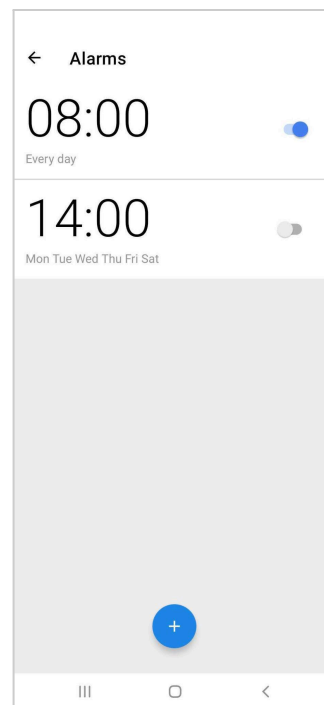 Alarms
08:00
Every day
14:00
Mon Tue Wed Thu Fri Sat
+